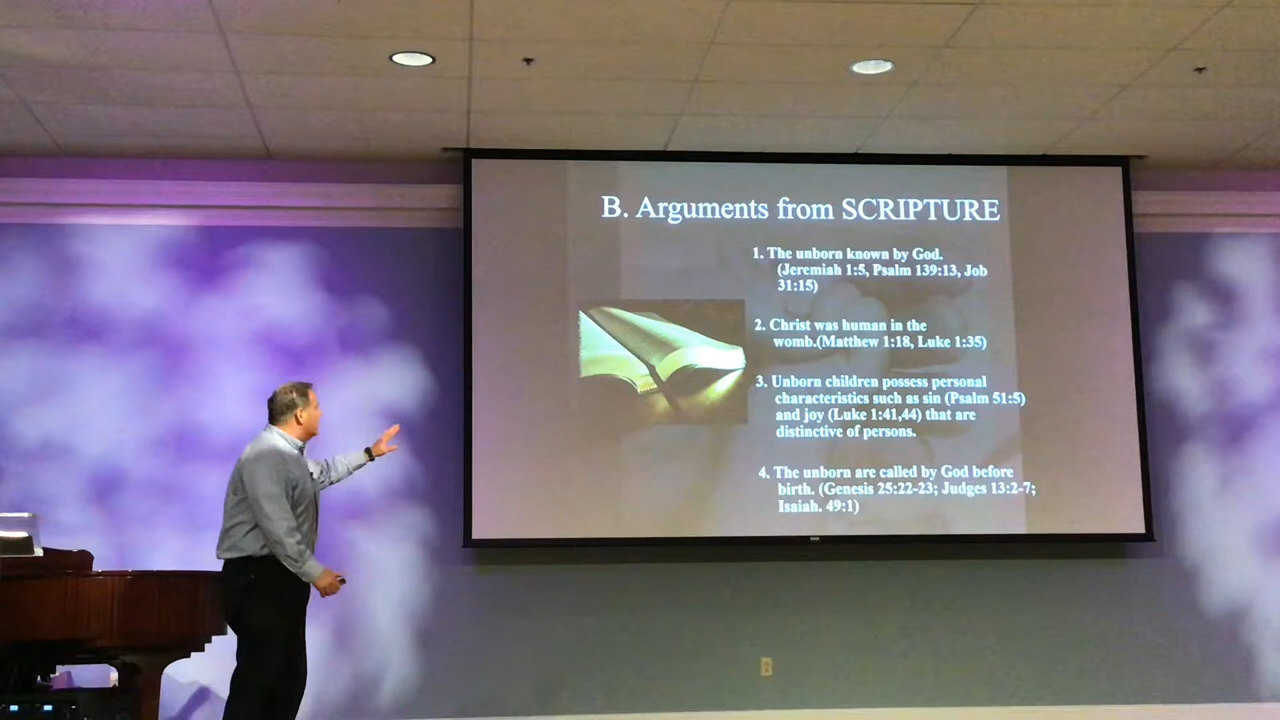 B. Arguments from SCRIPTURE
1. The unborn known by God.
(Jeremiah 1:5, Psalm 139:13, Job
31:15)
2. Christ was human in the
womb.(Matthew 1:18, Luke 1:35)
3. Unborn children possess personal
characteristics such as sin (Psalm 51:5)
and joy (Luke 1:41,44) that are
distinctive of persons.
4. The unborn are called by God before
birth. (Genesis 25:22-23; Judges 13:2-7;
Isaiah. 49:1)